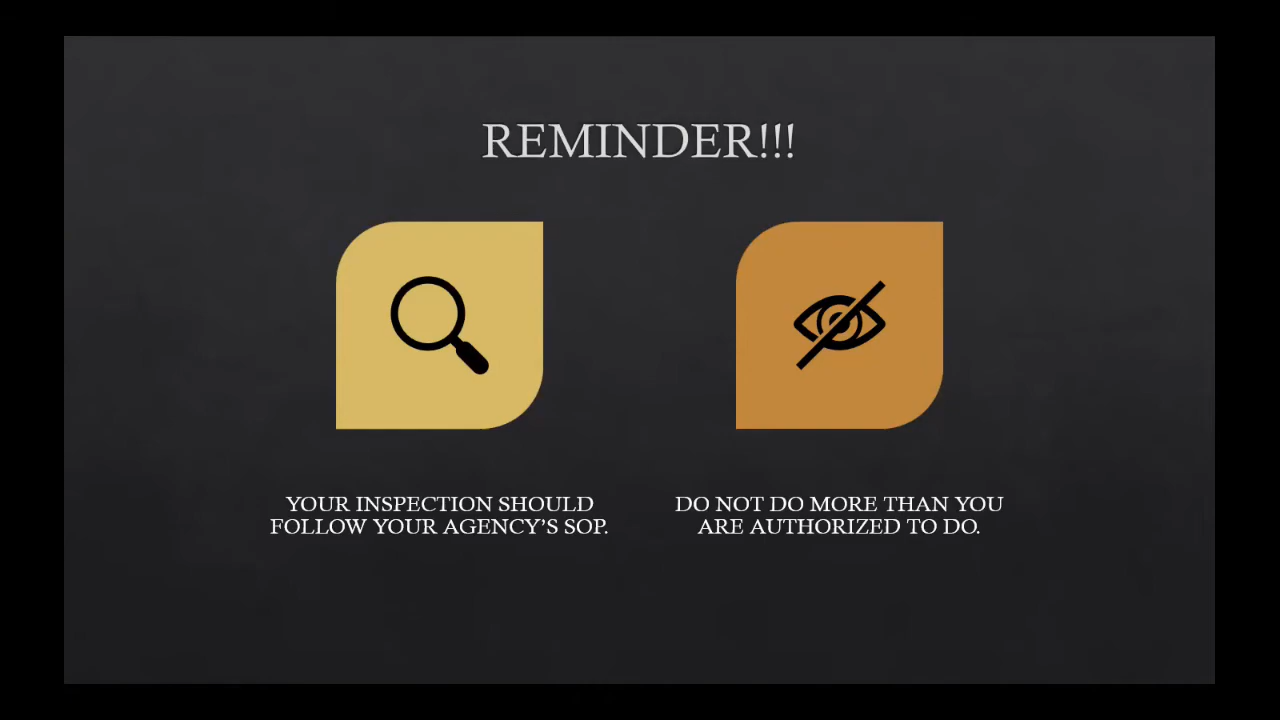 REMINDER!!!
YOUR INSPECTION SHOULD
FOLLOW YOUR AGENCY’S SOP.
DO NOT DO MORE THAN YOU
ARE AUTHORIZED TO DO.